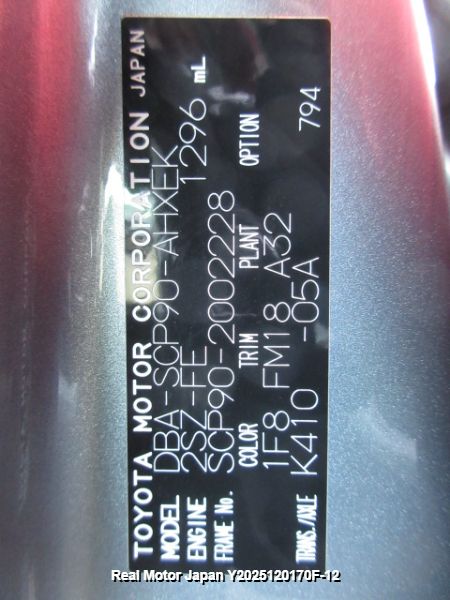 TOYOTA MOTOR CORPORATION JAPAN
MODEL DBA-SCP90-AHXEK
ENGINE 2SZ-FE 1296 mL
FRAME No. SCP90-2002228
COLOR TRIM PLANT OPTION
1F8 FM18 A32
TRANS./AXLE K410 -05A 794
Real Motor Japan Y2025120170F-12